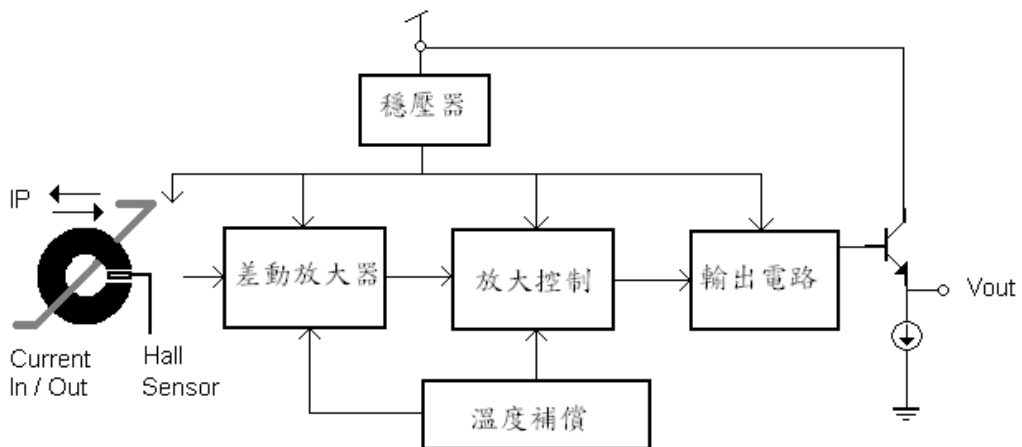 穩壓器
IP
差動放大器
放大控制
輸出電路
Vout
Current
In / Out
Hall
Sensor
溫度補償